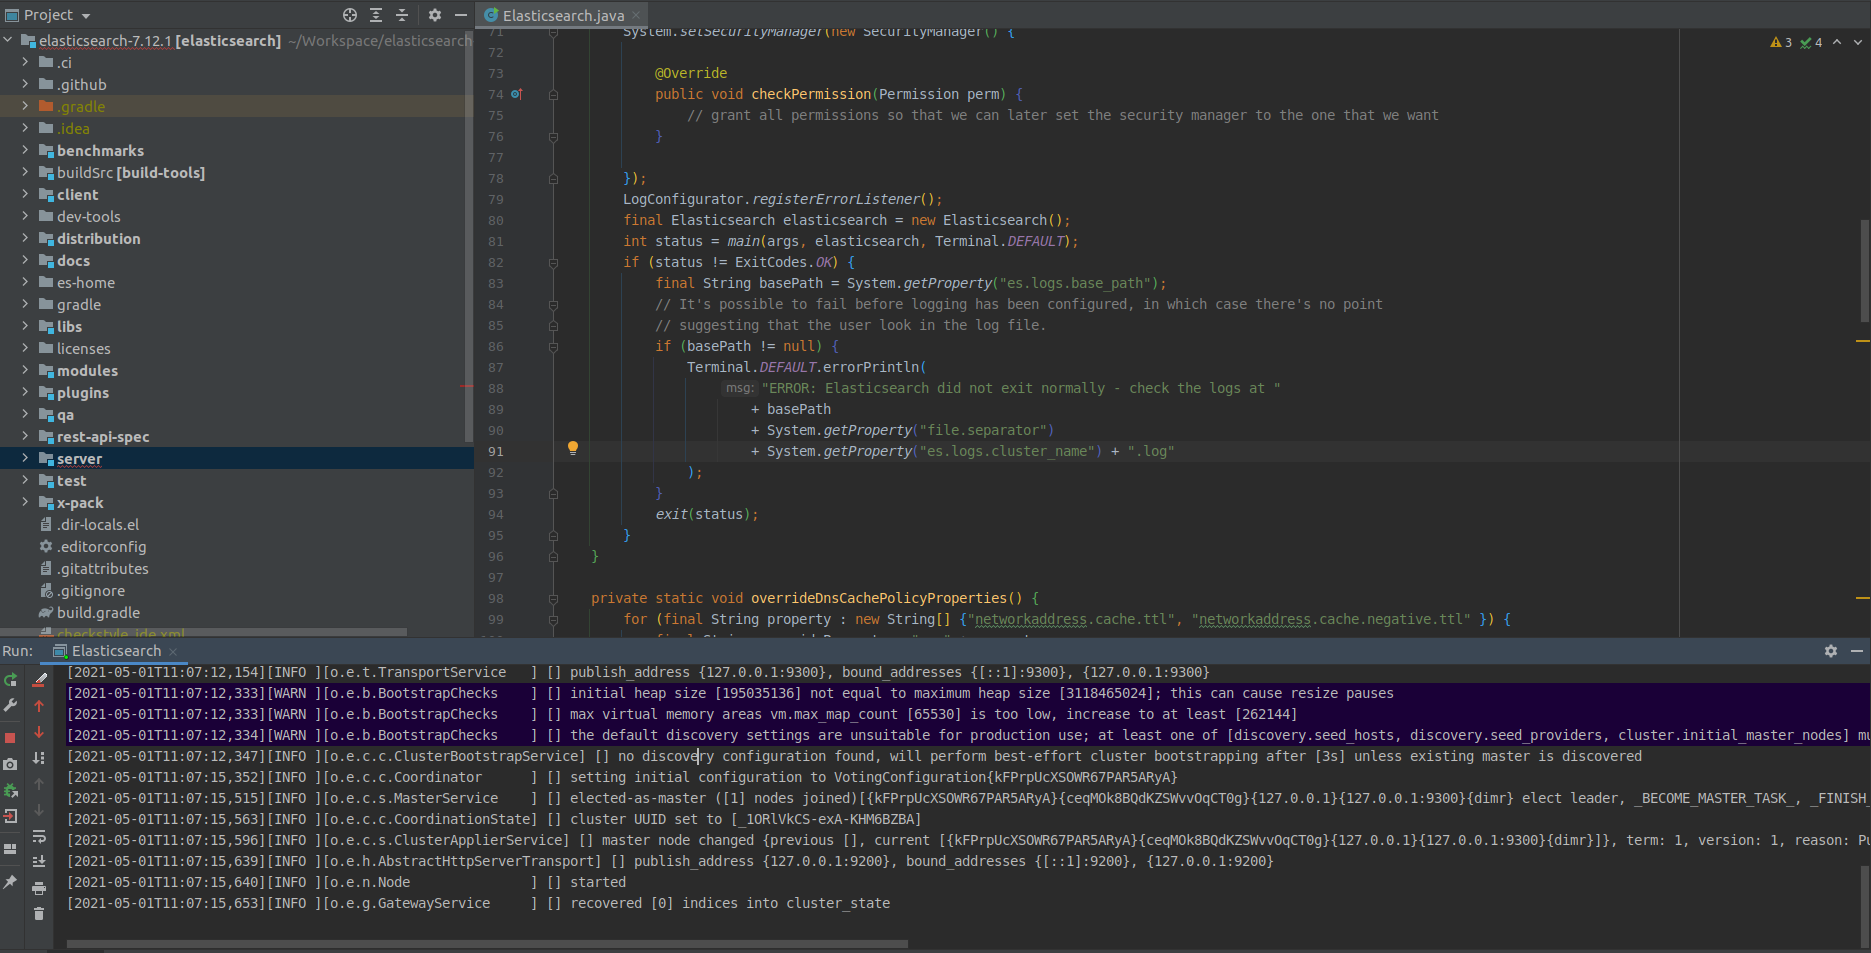 Project
Elasticsearch.java
elasticsearch-7.12.1 [elasticsearch] ~/Workspace/elasticsearch
.ci
.github
.gradle
.idea
benchmarks
buildSrc [build-tools]
client
dev-tools
distribution
docs
es-home
gradle
libs
licenses
modules
plugins
qa
rest-api-spec
server
test
x-pack
.dir-locals.el
.editorconfig
.gitattributes
.gitignore
build.gradle
checkstyle_ide.xml
3 4
71 System.setSecurityManager(new SecurityManager() {
72
73 @Override
74 public void checkPermission(Permission perm) {
75 // grant all permissions so that we can later set the security manager to the one that we want
76 }
77
78 });
79 LogConfigurator.registerErrorListener();
80 final Elasticsearch elasticsearch = new Elasticsearch();
81 int status = main(args, elasticsearch, Terminal.DEFAULT);
82 if (status != ExitCodes.OK) {
83 final String basePath = System.getProperty("es.logs.base_path");
84 // It's possible to fail before logging has been configured, in which case there's no point
85 // suggesting that the user look in the log file.
86 if (basePath != null) {
87 Terminal.DEFAULT.errorPrintln(
88 msg: "ERROR: Elasticsearch did not exit normally - check the logs at "
89 + basePath
90 + System.getProperty("file.separator")
91 + System.getProperty("es.logs.cluster_name") + ".log"
92 );
93 }
94 exit(status);
95 }
96 }
97
98 private static void overrideDnsCachePolicyProperties() {
99 for (final String property : new String[] {"networkaddress.cache.ttl", "networkaddress.cache.negative.ttl" }) {
Run: Elasticsearch
[2021-05-01T11:07:12,154][INFO ][o.e.t.TransportService   ] [] publish_address {127.0.0.1:9300}, bound_addresses {[::1]:9300}, {127.0.0.1:9300}
[2021-05-01T11:07:12,333][WARN ][o.e.b.BootstrapChecks    ] [] initial heap size [195035136] not equal to maximum heap size [3118465024]; this can cause resize pauses
[2021-05-01T11:07:12,333][WARN ][o.e.b.BootstrapChecks    ] [] max virtual memory areas vm.max_map_count [65530] is too low, increase to at least [262144]
[2021-05-01T11:07:12,334][WARN ][o.e.b.BootstrapChecks    ] [] the default discovery settings are unsuitable for production use; at least one of [discovery.seed_hosts, discovery.seed_providers, cluster.initial_master_nodes] mu
[2021-05-01T11:07:12,347][INFO ][o.e.c.c.ClusterBootstrapService] [] no discovery configuration found, will perform best-effort cluster bootstrapping after [3s] unless existing master is discovered
[2021-05-01T11:07:15,352][INFO ][o.e.c.c.Coordinator      ] [] setting initial configuration to VotingConfiguration{kFPrpUcXSOWR67PAR5ARyA}
[2021-05-01T11:07:15,515][INFO ][o.e.c.s.MasterService    ] [] elected-as-master ([1] nodes joined)[{kFPrpUcXSOWR67PAR5ARyA}{ceqMOk8BQdKZSWvvOqCT0g}{127.0.0.1}{127.0.0.1:9300}{dimr} elect leader, _BECOME_MASTER_TASK_, _FINISH_
[2021-05-01T11:07:15,563][INFO ][o.e.c.c.CoordinationState] [] cluster UUID set to [_1ORlVkCS-exA-KHM6BZBA]
[2021-05-01T11:07:15,596][INFO ][o.e.c.s.ClusterApplierService] [] master node changed {previous [], current [{kFPrpUcXSOWR67PAR5ARyA}{ceqMOk8BQdKZSWvvOqCT0g}{127.0.0.1}{127.0.0.1:9300}{dimr}]}, term: 1, version: 1, reason: Pu
[2021-05-01T11:07:15,639][INFO ][o.e.h.AbstractHttpServerTransport] [] publish_address {127.0.0.1:9200}, bound_addresses {[::1]:9200}, {127.0.0.1:9200}
[2021-05-01T11:07:15,640][INFO ][o.e.n.Node               ] [] started
[2021-05-01T11:07:15,653][INFO ][o.e.g.GatewayService     ] [] recovered [0] indices into cluster_state